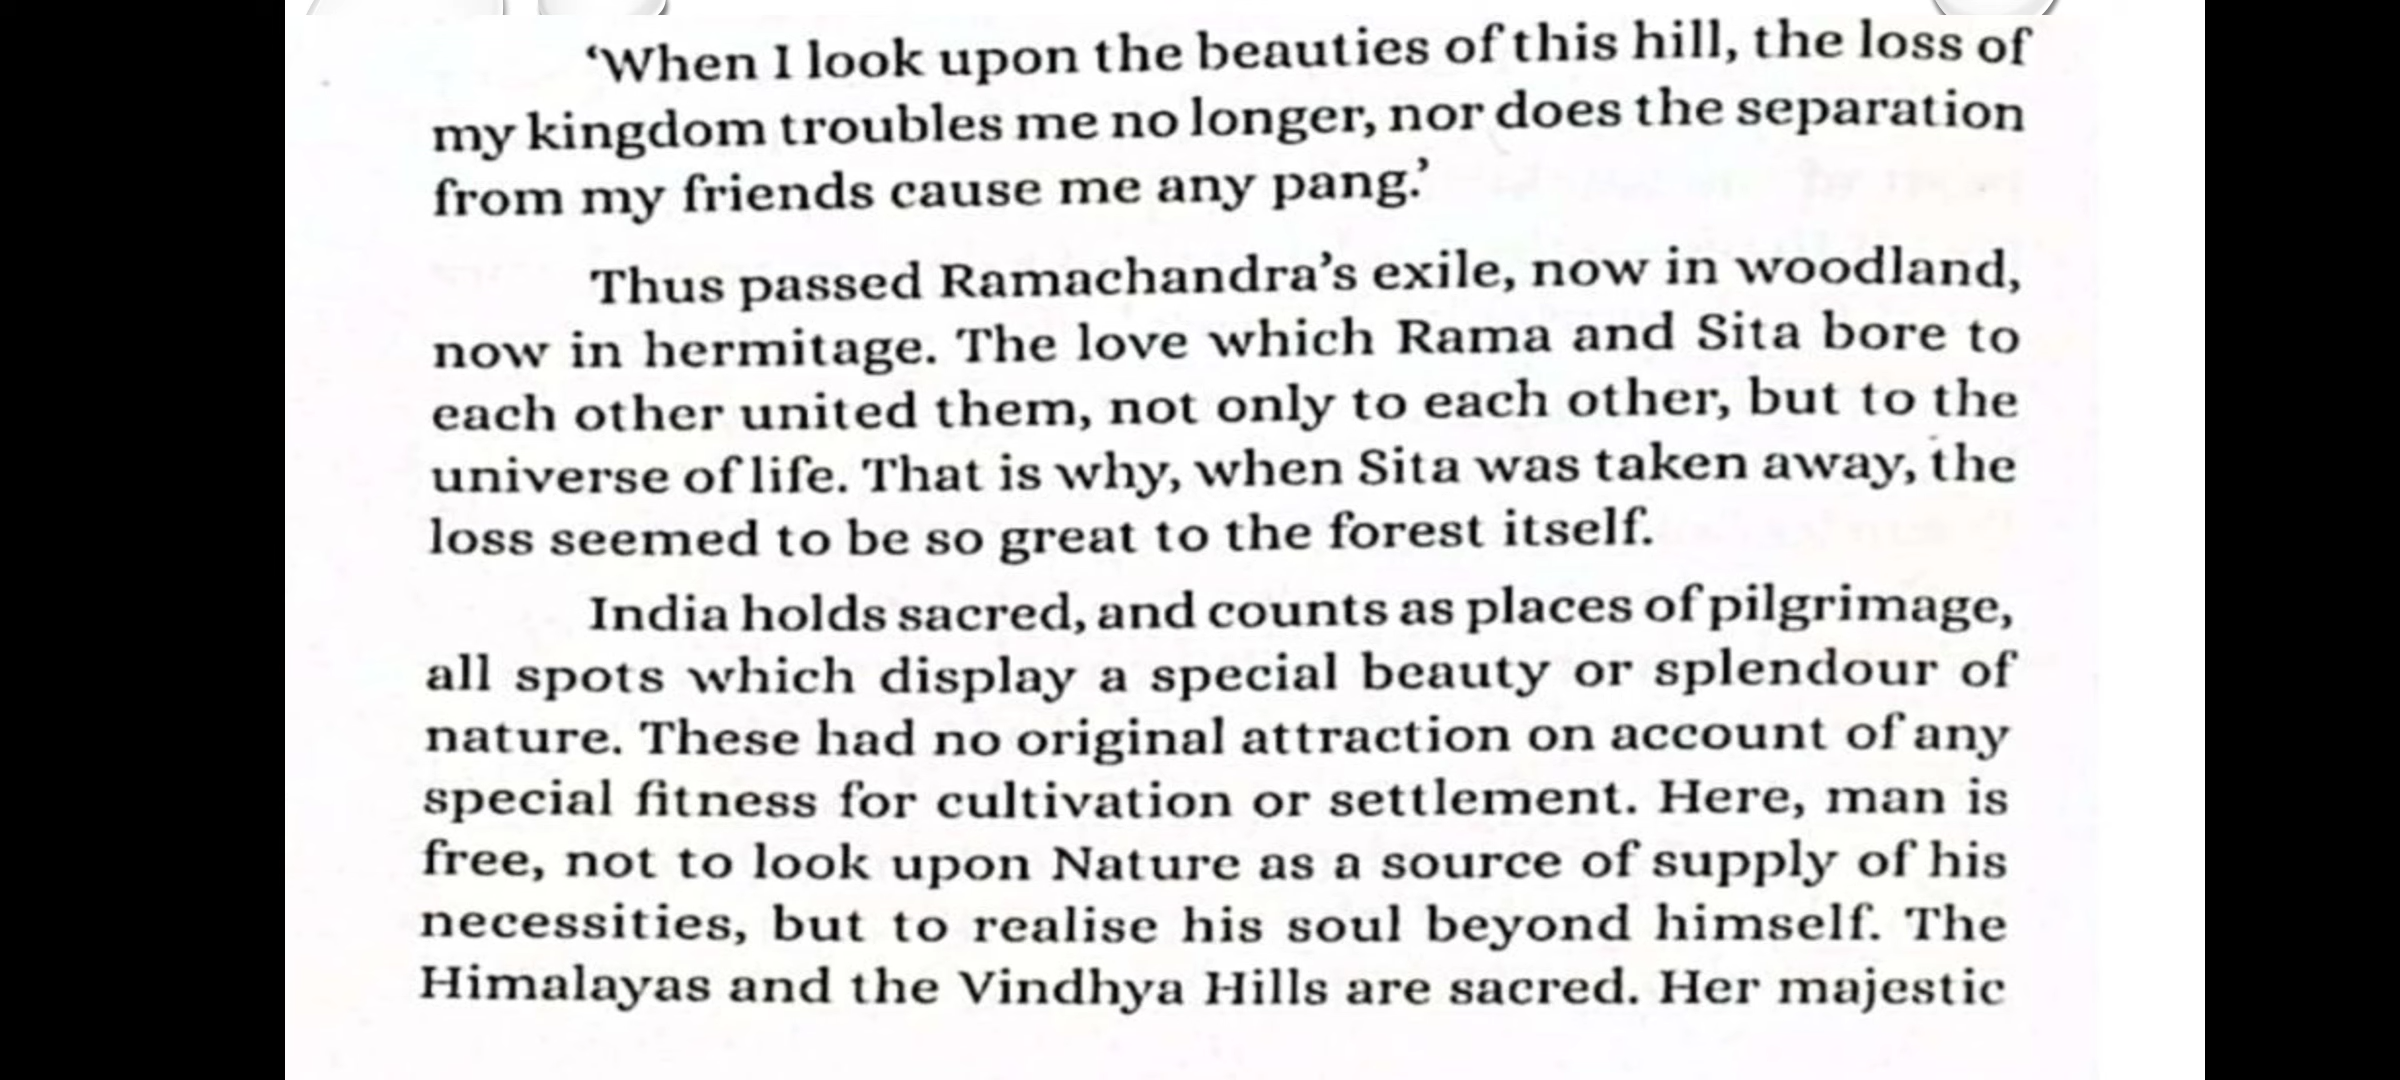 ‘When I look upon the beauties of this hill, the loss of
my kingdom troubles me no longer, nor does the separation
from my friends cause me any pang.’
Thus passed Ramachandra’s exile, now in woodland,
now in hermitage. The love which Rama and Sita bore to
each other united them, not only to each other, but to the
universe of life. That is why, when Sita was taken away, the
loss seemed to be so great to the forest itself.
India holds sacred, and counts as places of pilgrimage,
all spots which display a special beauty or splendour of
nature. These had no original attraction on account of any
special fitness for cultivation or settlement. Here, man is
free, not to look upon Nature as a source of supply of his
necessities, but to realise his soul beyond himself. The
Himalayas and the Vindhya Hills are sacred. Her majestic